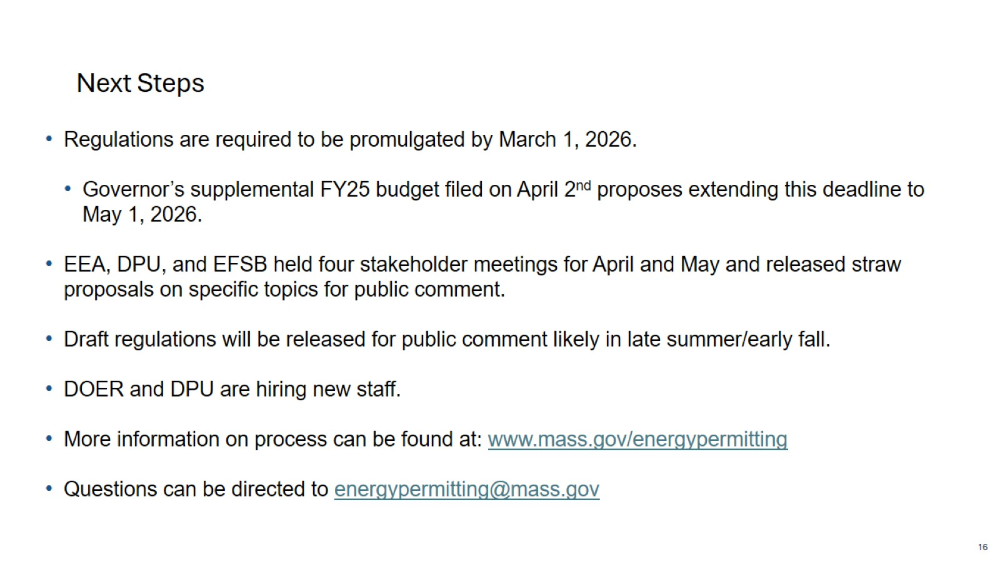 Next Steps
• Regulations are required to be promulgated by March 1, 2026.
• Governor’s supplemental FY25 budget filed on April 2nd proposes extending this deadline to
May 1, 2026.
• EEA, DPU, and EFSB held four stakeholder meetings for April and May and released straw
proposals on specific topics for public comment.
• Draft regulations will be released for public comment likely in late summer/early fall.
• DOER and DPU are hiring new staff.
• More information on process can be found at: www.mass.gov/energypermitting
• Questions can be directed to energypermitting@mass.gov
16